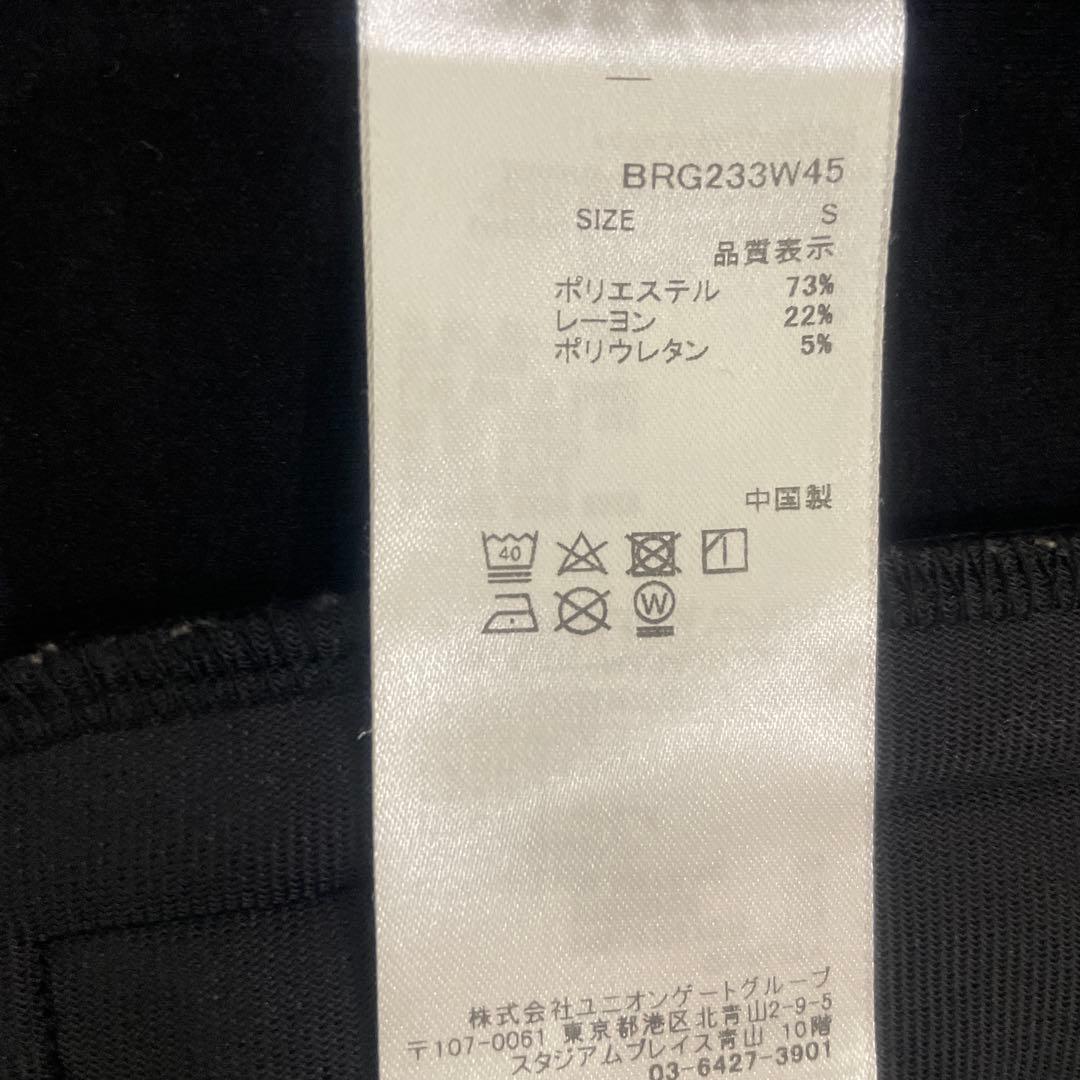 BRG233W45
SIZE S
品質表示
ポリエステル 73%
レーヨン 22%
ポリウレタン 5%
中国製
40
W
株式会社ユニオンゲートグループ
〒107-0061 東京都港区北青山2-9-5
スタジアムプレイス青山 10階
03-6427-3901